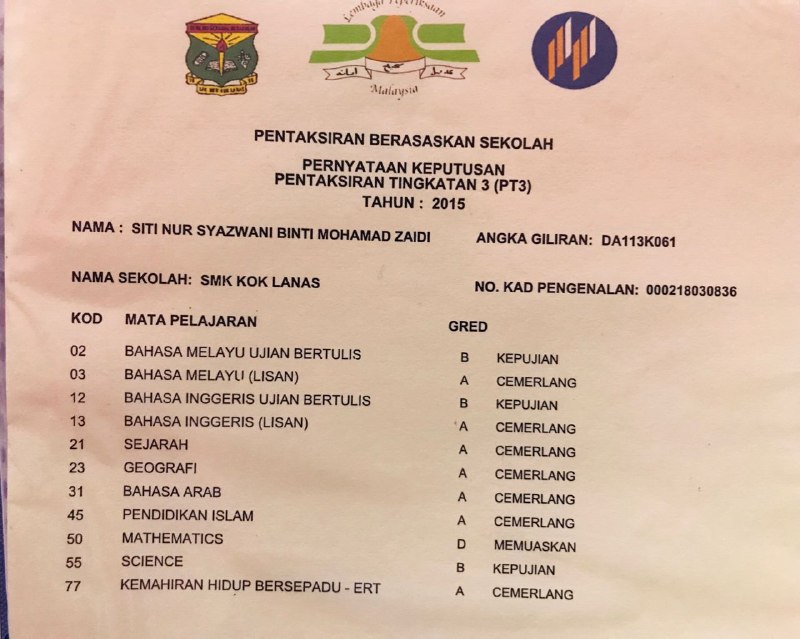 Lembaga Peperiksaan
Malaysia
PENTAKSIRAN BERASASKAN SEKOLAH
PERNYATAAN KEPUTUSAN
PENTAKSIRAN TINGKATAN 3 (PT3)
TAHUN : 2015
NAMA : SITI NUR SYAZWANI BINTI MOHAMAD ZAIDI ANGKA GILIRAN: DA113K061
NAMA SEKOLAH: SMK KOK LANAS NO. KAD PENGENALAN: 000218030836
KOD MATA PELAJARAN GRED
02 BAHASA MELAYU UJIAN BERTULIS B KEPUJIAN
03 BAHASA MELAYU (LISAN) A CEMERLANG
12 BAHASA INGGERIS UJIAN BERTULIS B KEPUJIAN
13 BAHASA INGGERIS (LISAN) A CEMERLANG
21 SEJARAH A CEMERLANG
23 GEOGRAFI A CEMERLANG
31 BAHASA ARAB A CEMERLANG
45 PENDIDIKAN ISLAM A CEMERLANG
50 MATHEMATICS D MEMUASKAN
55 SCIENCE B KEPUJIAN
77 KEMAHIRAN HIDUP BERSEPADU - ERT A CEMERLANG